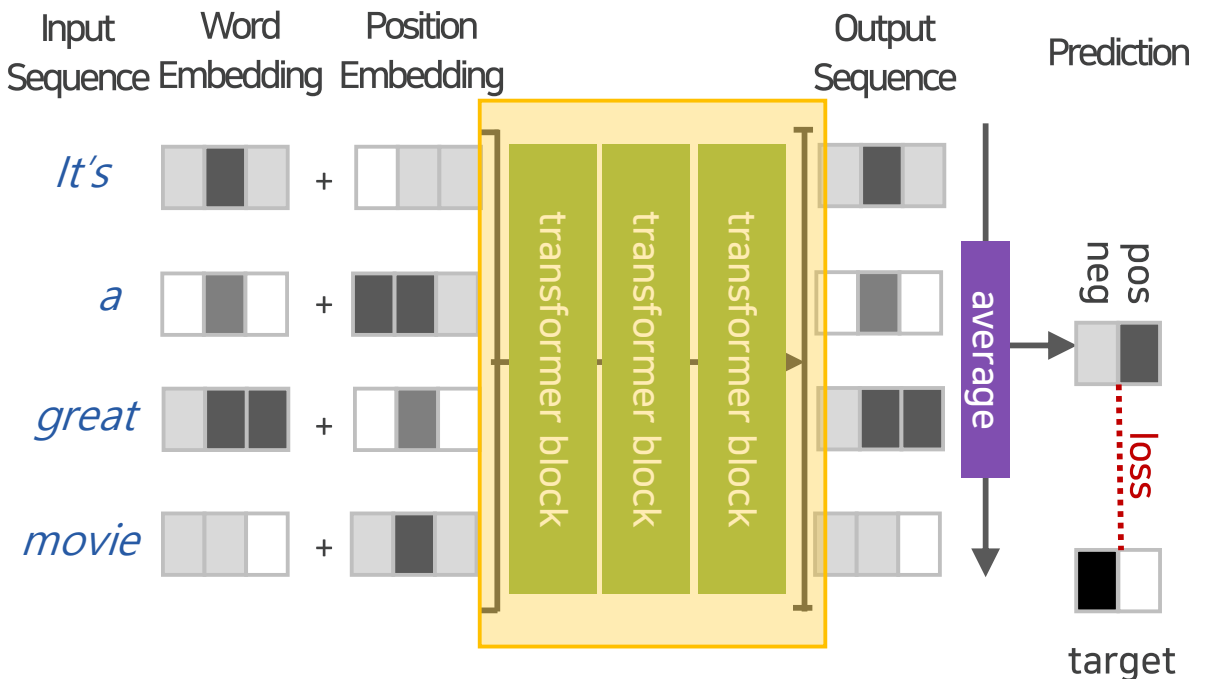 Input
Sequence
Word
Embedding
Position
Embedding
Output
Sequence
Prediction
It's
+
a
+
great
+
movie
+
transformer block
transformer block
transformer block
average
neg
pos
loss
target